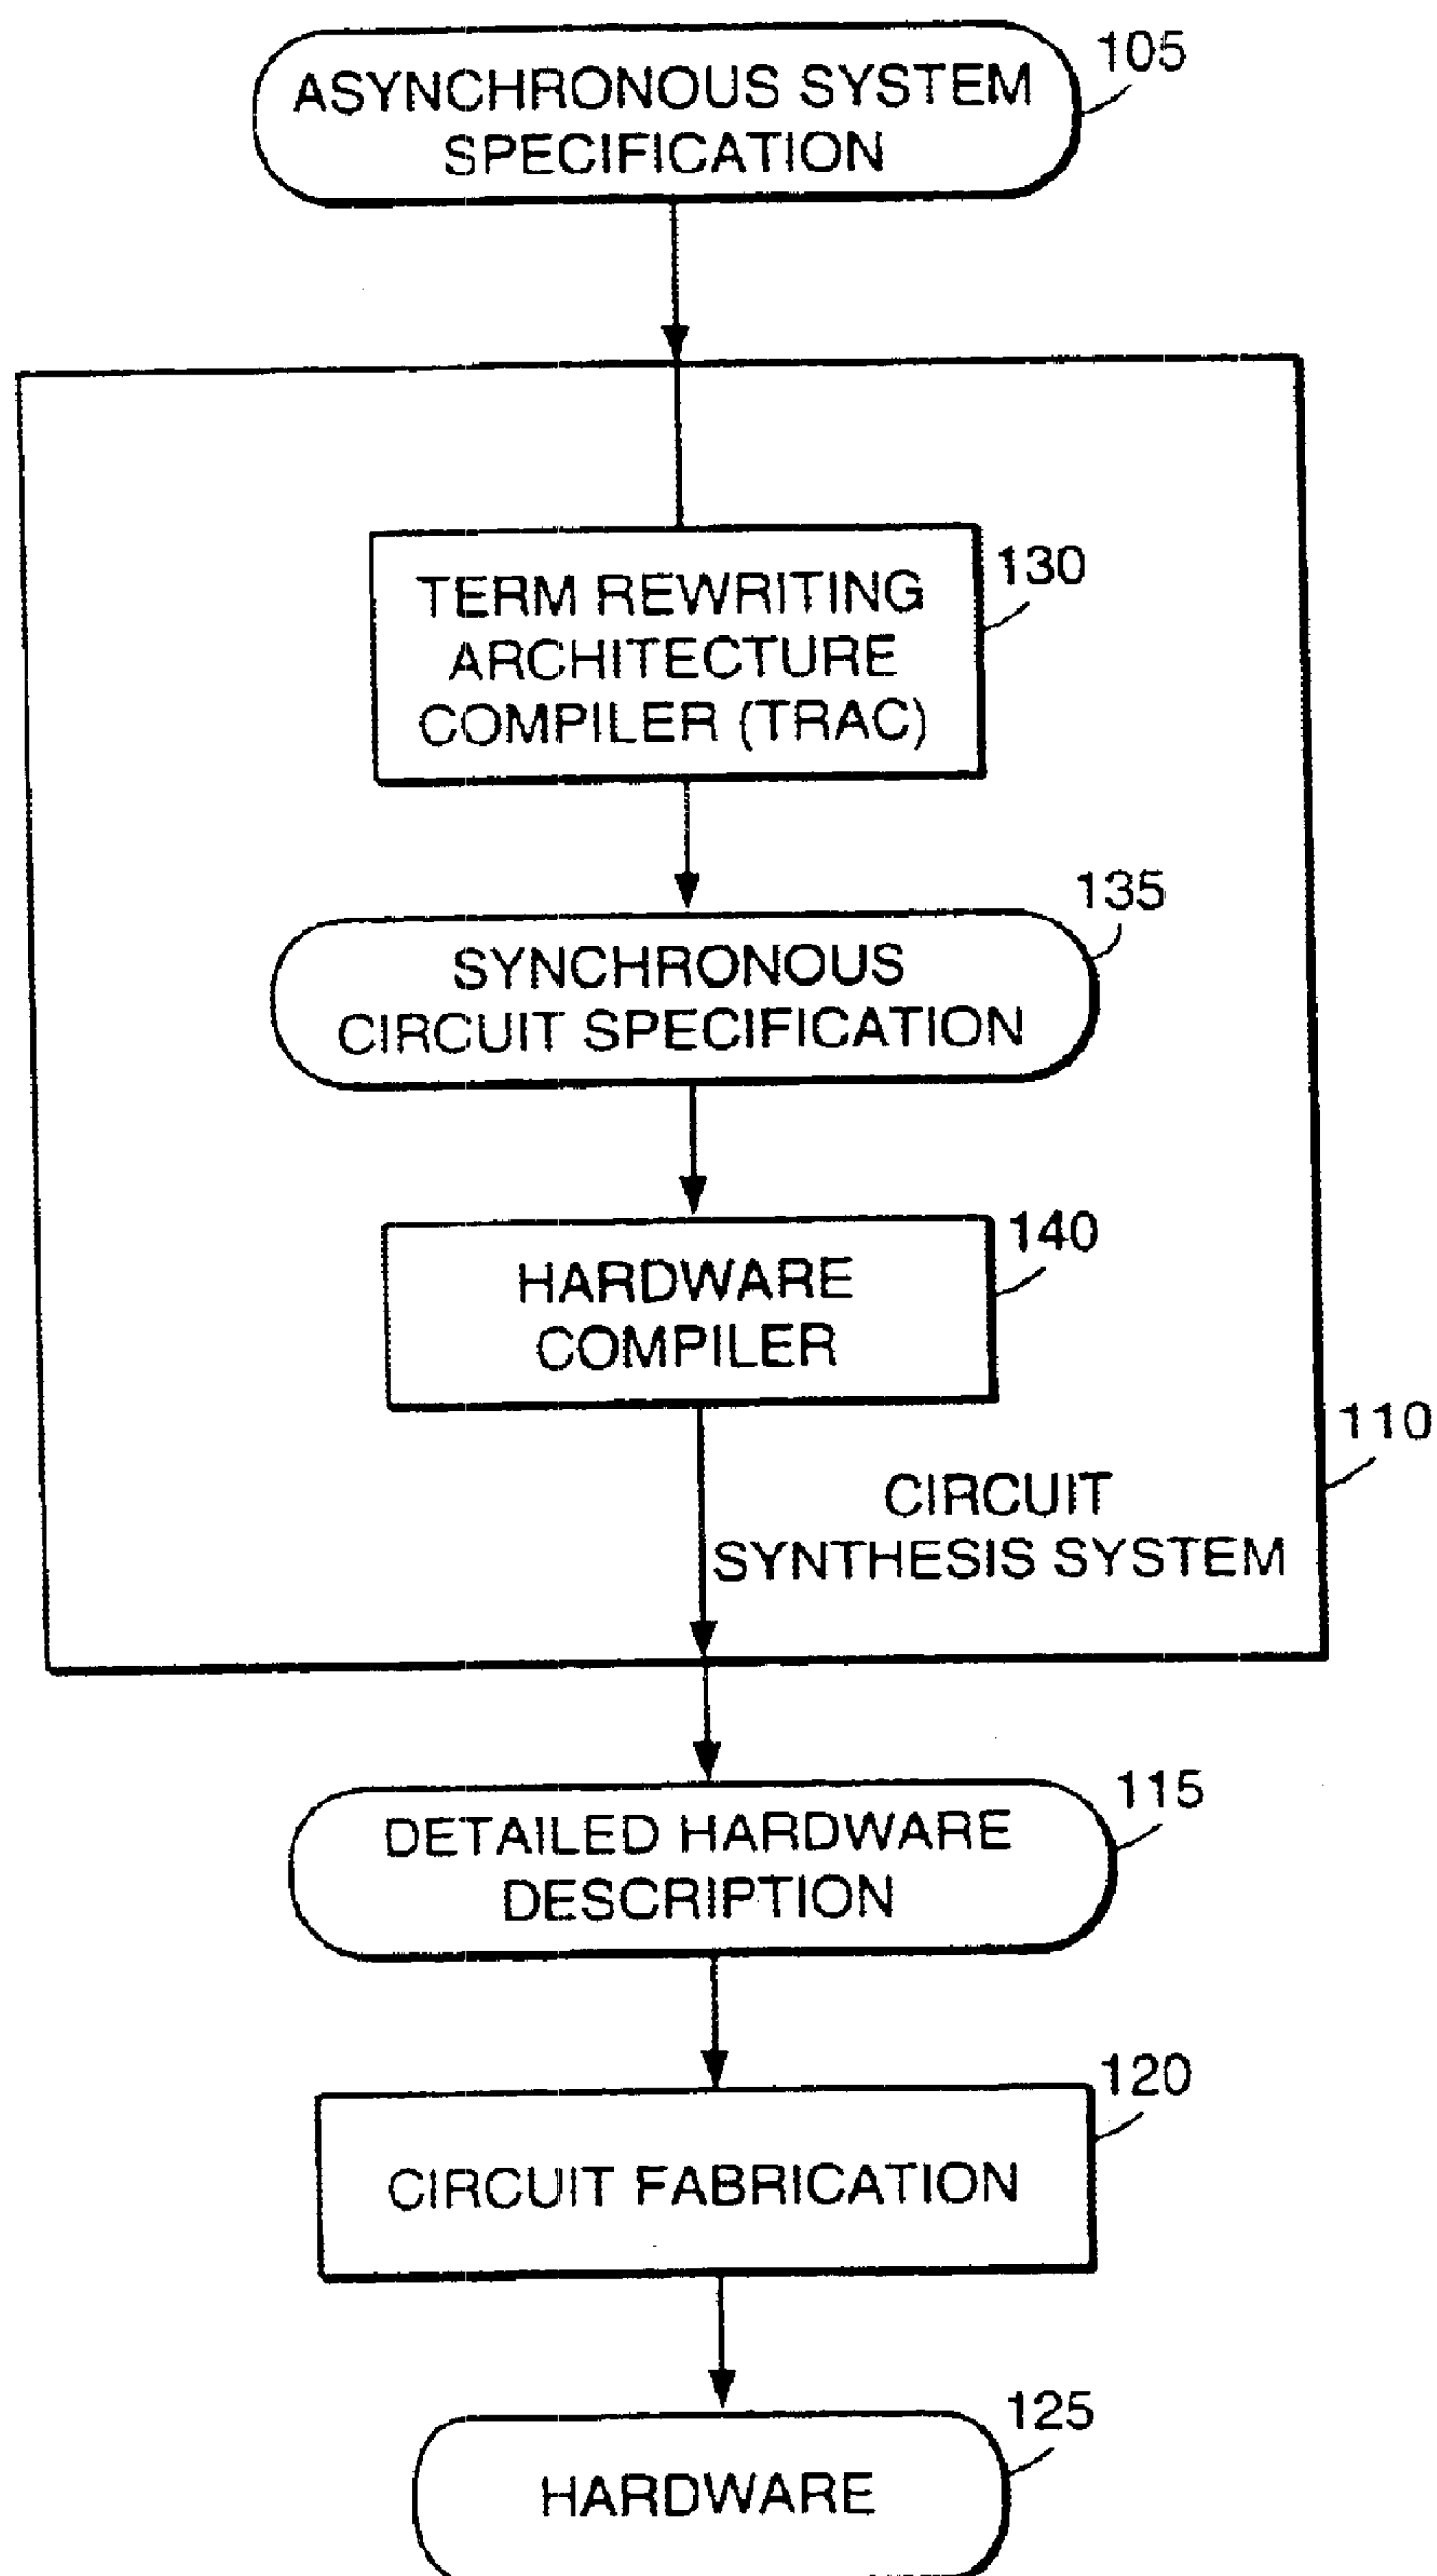 105
ASYNCHRONOUS SYSTEM
SPECIFICATION
130
TERM REWRITING
ARCHITECTURE
COMPILER (TRAC)
135
SYNCHRONOUS
CIRCUIT SPECIFICATION
140
HARDWARE
COMPILER
110
CIRCUIT
SYNTHESIS SYSTEM
115
DETAILED HARDWARE
DESCRIPTION
120
CIRCUIT FABRICATION
125
HARDWARE